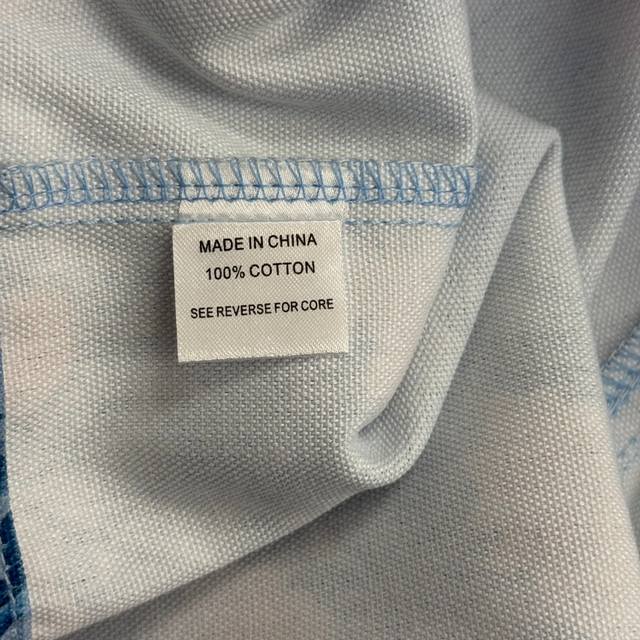 MADE IN CHINA
100% COTTON
SEE REVERSE FOR CORE